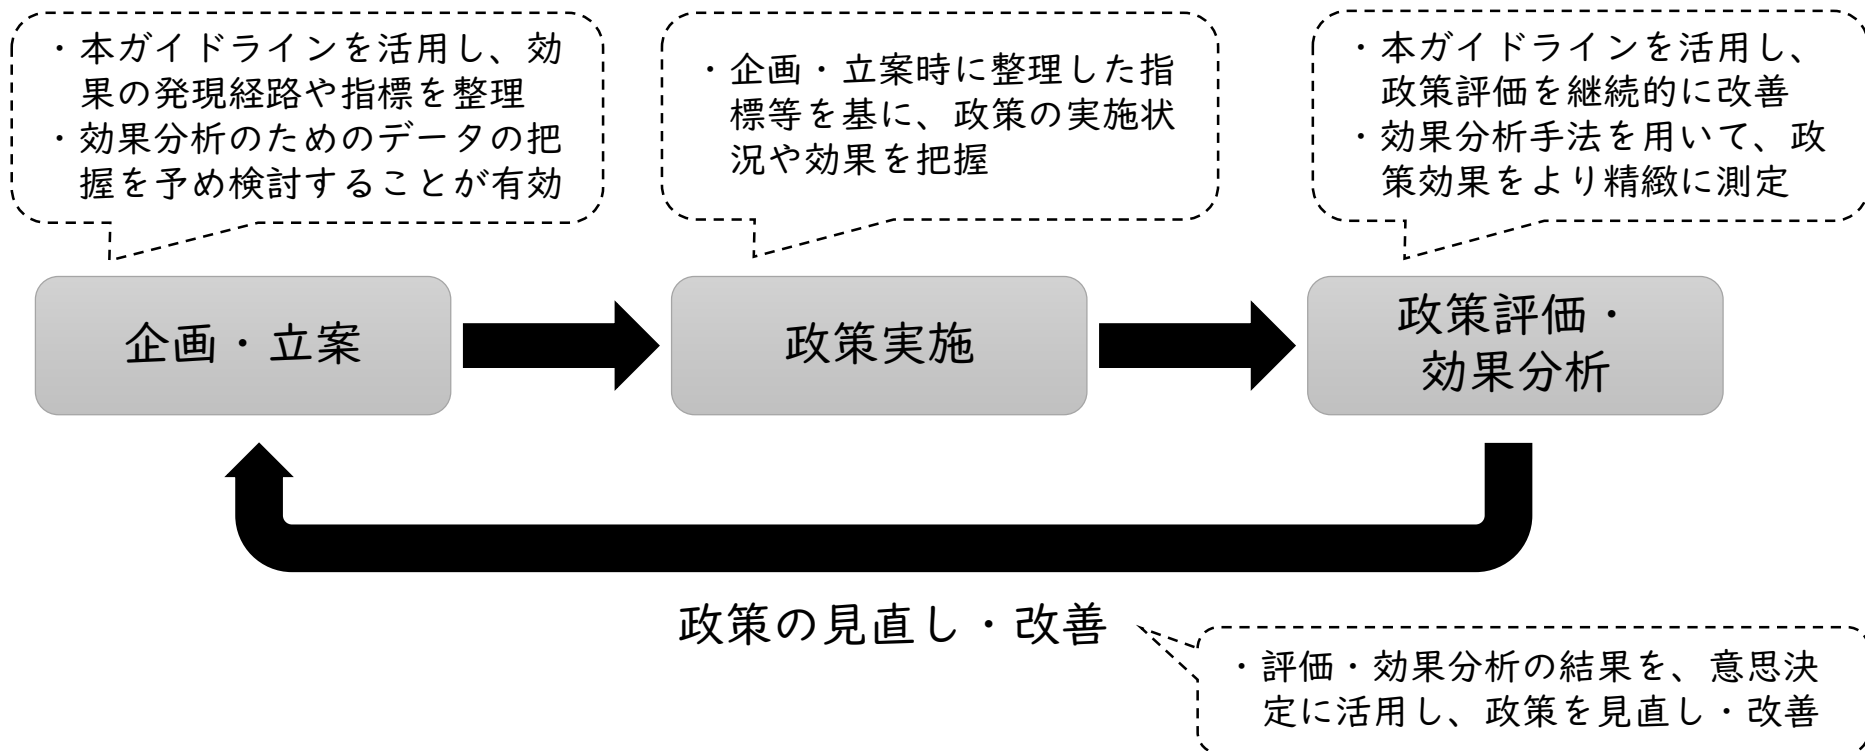 ・本ガイドラインを活用し、効
果の発現経路や指標を整理
・効果分析のためのデータの把
握を予め検討することが有効
・企画・立案時に整理した指
標等を基に、政策の実施状
況や効果を把握
・本ガイドラインを活用し、
政策評価を継続的に改善
・効果分析手法を用いて、政
策効果をより精緻に測定
企画・立案
政策実施
政策評価・
効果分析
政策の見直し・改善
・評価・効果分析の結果を、意思決
定に活用し、政策を見直し・改善